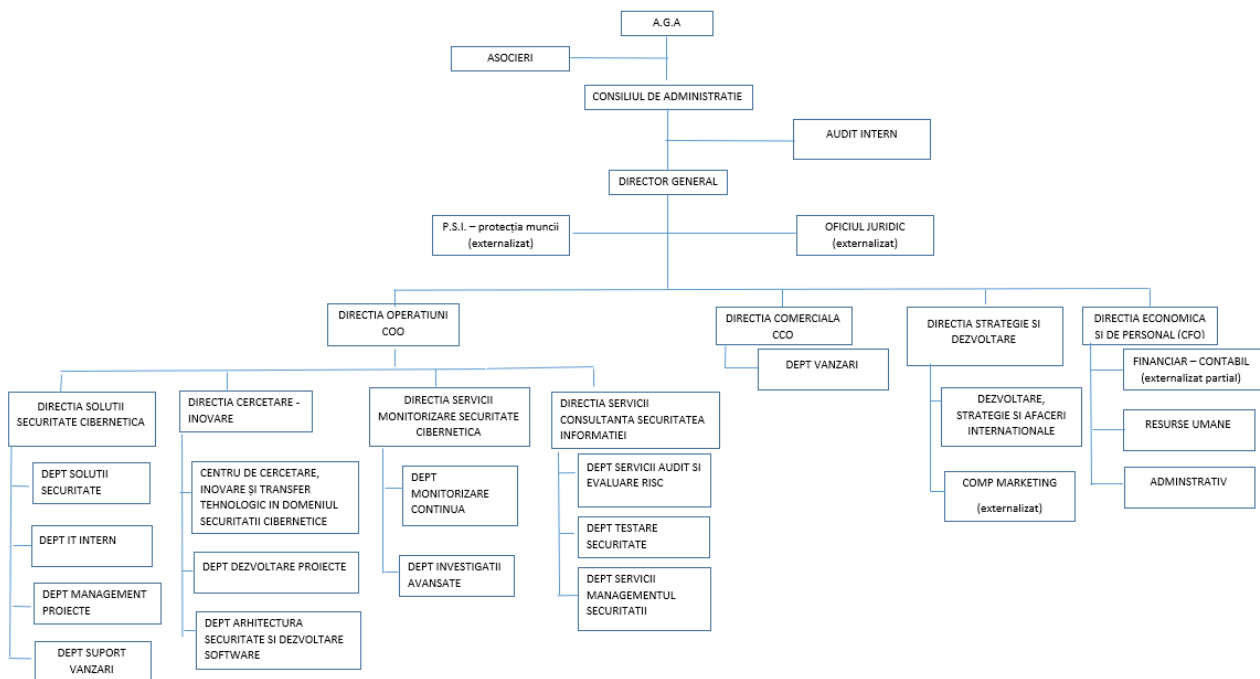 A.G.A
ASOCIERI
CONSILIUL DE ADMINISTRATIE
AUDIT INTERN
DIRECTOR GENERAL
P.S.I. – protecția muncii
(externalizat)
OFICIUL JURIDIC
(externalizat)
DIRECTIA OPERATIUNI
COO
DIRECTIA COMERCIALA
CCO
DIRECTIA STRATEGIE SI
DEZVOLTARE
DIRECTIA ECONOMICA
SI DE PERSONAL (CFO)
DEPT VANZARI
FINANCIAR – CONTABIL
(externalizat partial)
DIRECTIA SOLUTII
SECURITATE CIBERNETICA
DIRECTIA CERCETARE -
INOVARE
DIRECTIA SERVICII
MONITORIZARE SECURITATE
CIBERNETICA
DIRECTIA SERVICII
CONSULTANTA SECURITATEA
INFORMATIEI
DEZVOLTARE,
STRATEGIE SI AFACERI
INTERNATIONALE
RESURSE UMANE
DEPT SOLUTII
SECURITATE
CENTRU DE CERCETARE,
INOVARE ȘI TRANSFER
TEHNOLOGIC IN DOMENIUL
SECURITATII CIBERNETICE
DEPT
MONITORIZARE
CONTINUA
DEPT SERVICII AUDIT SI
EVALUARE RISC
COMP MARKETING
(externalizat)
ADMINSTRATIV
DEPT IT INTERN
DEPT DEZVOLTARE PROIECTE
DEPT INVESTIGATII
AVANSATE
DEPT TESTARE
SECURITATE
DEPT MANAGEMENT
PROIECTE
DEPT ARHITECTURA
SECURITATE SI DEZVOLTARE
SOFTWARE
DEPT SERVICII
MANAGEMENTUL
SECURITATII
DEPT SUPORT
VANZARI